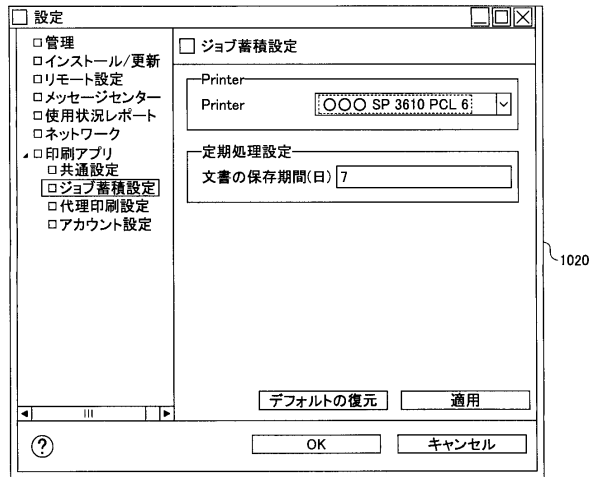 設定
管理
インストール/更新
リモート設定
メッセージセンター
使用状況レポート
ネットワーク
印刷アプリ
共通設定
ジョブ蓄積設定
代理印刷設定
アカウント設定
ジョブ蓄積設定
Printer
Printer 〇〇〇 SP 3610 PCL 6
定期処理設定
文書の保存期間(日) 7
デフォルトの復元 適用
? OK キャンセル
1020